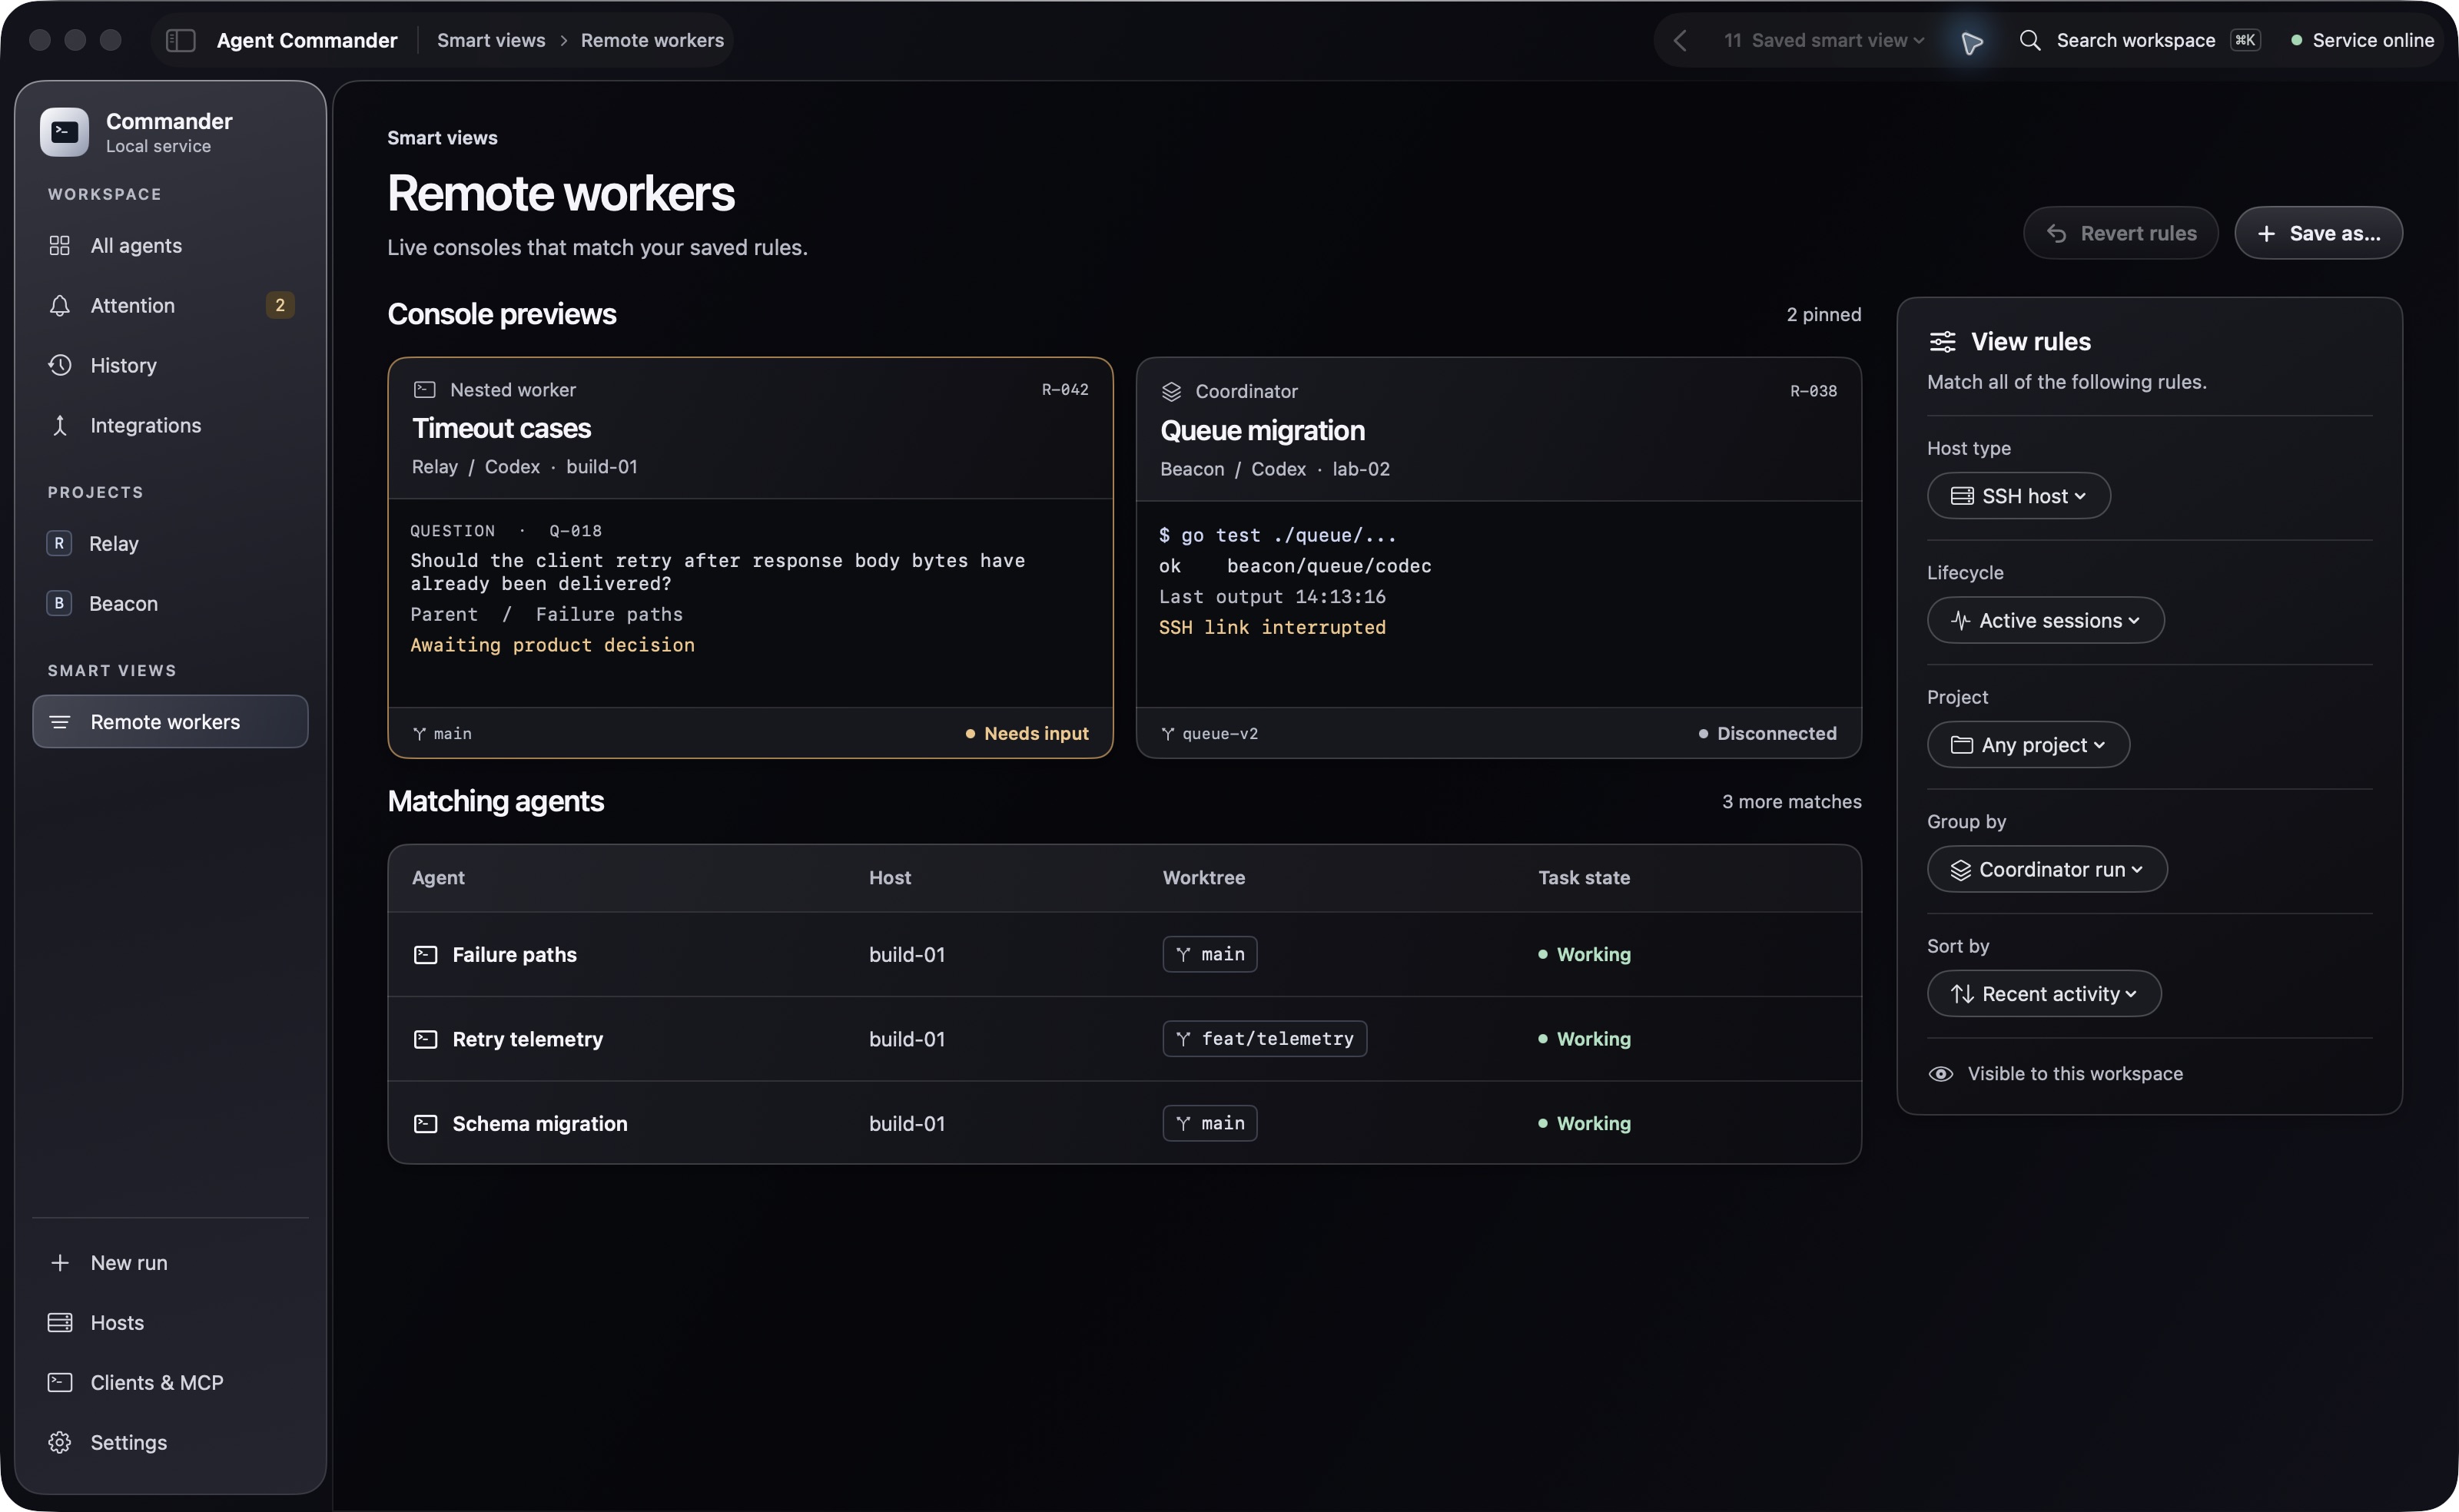 Agent Commander
Smart views › Remote workers
11 Saved smart view
Search workspace ⌘K
Service online
Commander
Local service
WORKSPACE
All agents
Attention 2
History
Integrations
PROJECTS
R Relay
B Beacon
SMART VIEWS
Remote workers
New run
Hosts
Clients & MCP
Settings
Smart views
Remote workers
Live consoles that match your saved rules.
Revert rules
Save as...
Console previews
2 pinned
Nested worker R-042
Timeout cases
Relay / Codex · build-01
QUESTION · Q-018
Should the client retry after response body bytes have
already been delivered?
Parent / Failure paths
Awaiting product decision
main
Needs input
Coordinator R-038
Queue migration
Beacon / Codex · lab-02
$ go test ./queue/...
ok beacon/queue/codec
Last output 14:13:16
SSH link interrupted
queue-v2
Disconnected
Matching agents
3 more matches
Agent Host Worktree Task state
Failure paths build-01 main Working
Retry telemetry build-01 feat/telemetry Working
Schema migration build-01 main Working
View rules
Match all of the following rules.
Host type
SSH host
Lifecycle
Active sessions
Project
Any project
Group by
Coordinator run
Sort by
Recent activity
Visible to this workspace